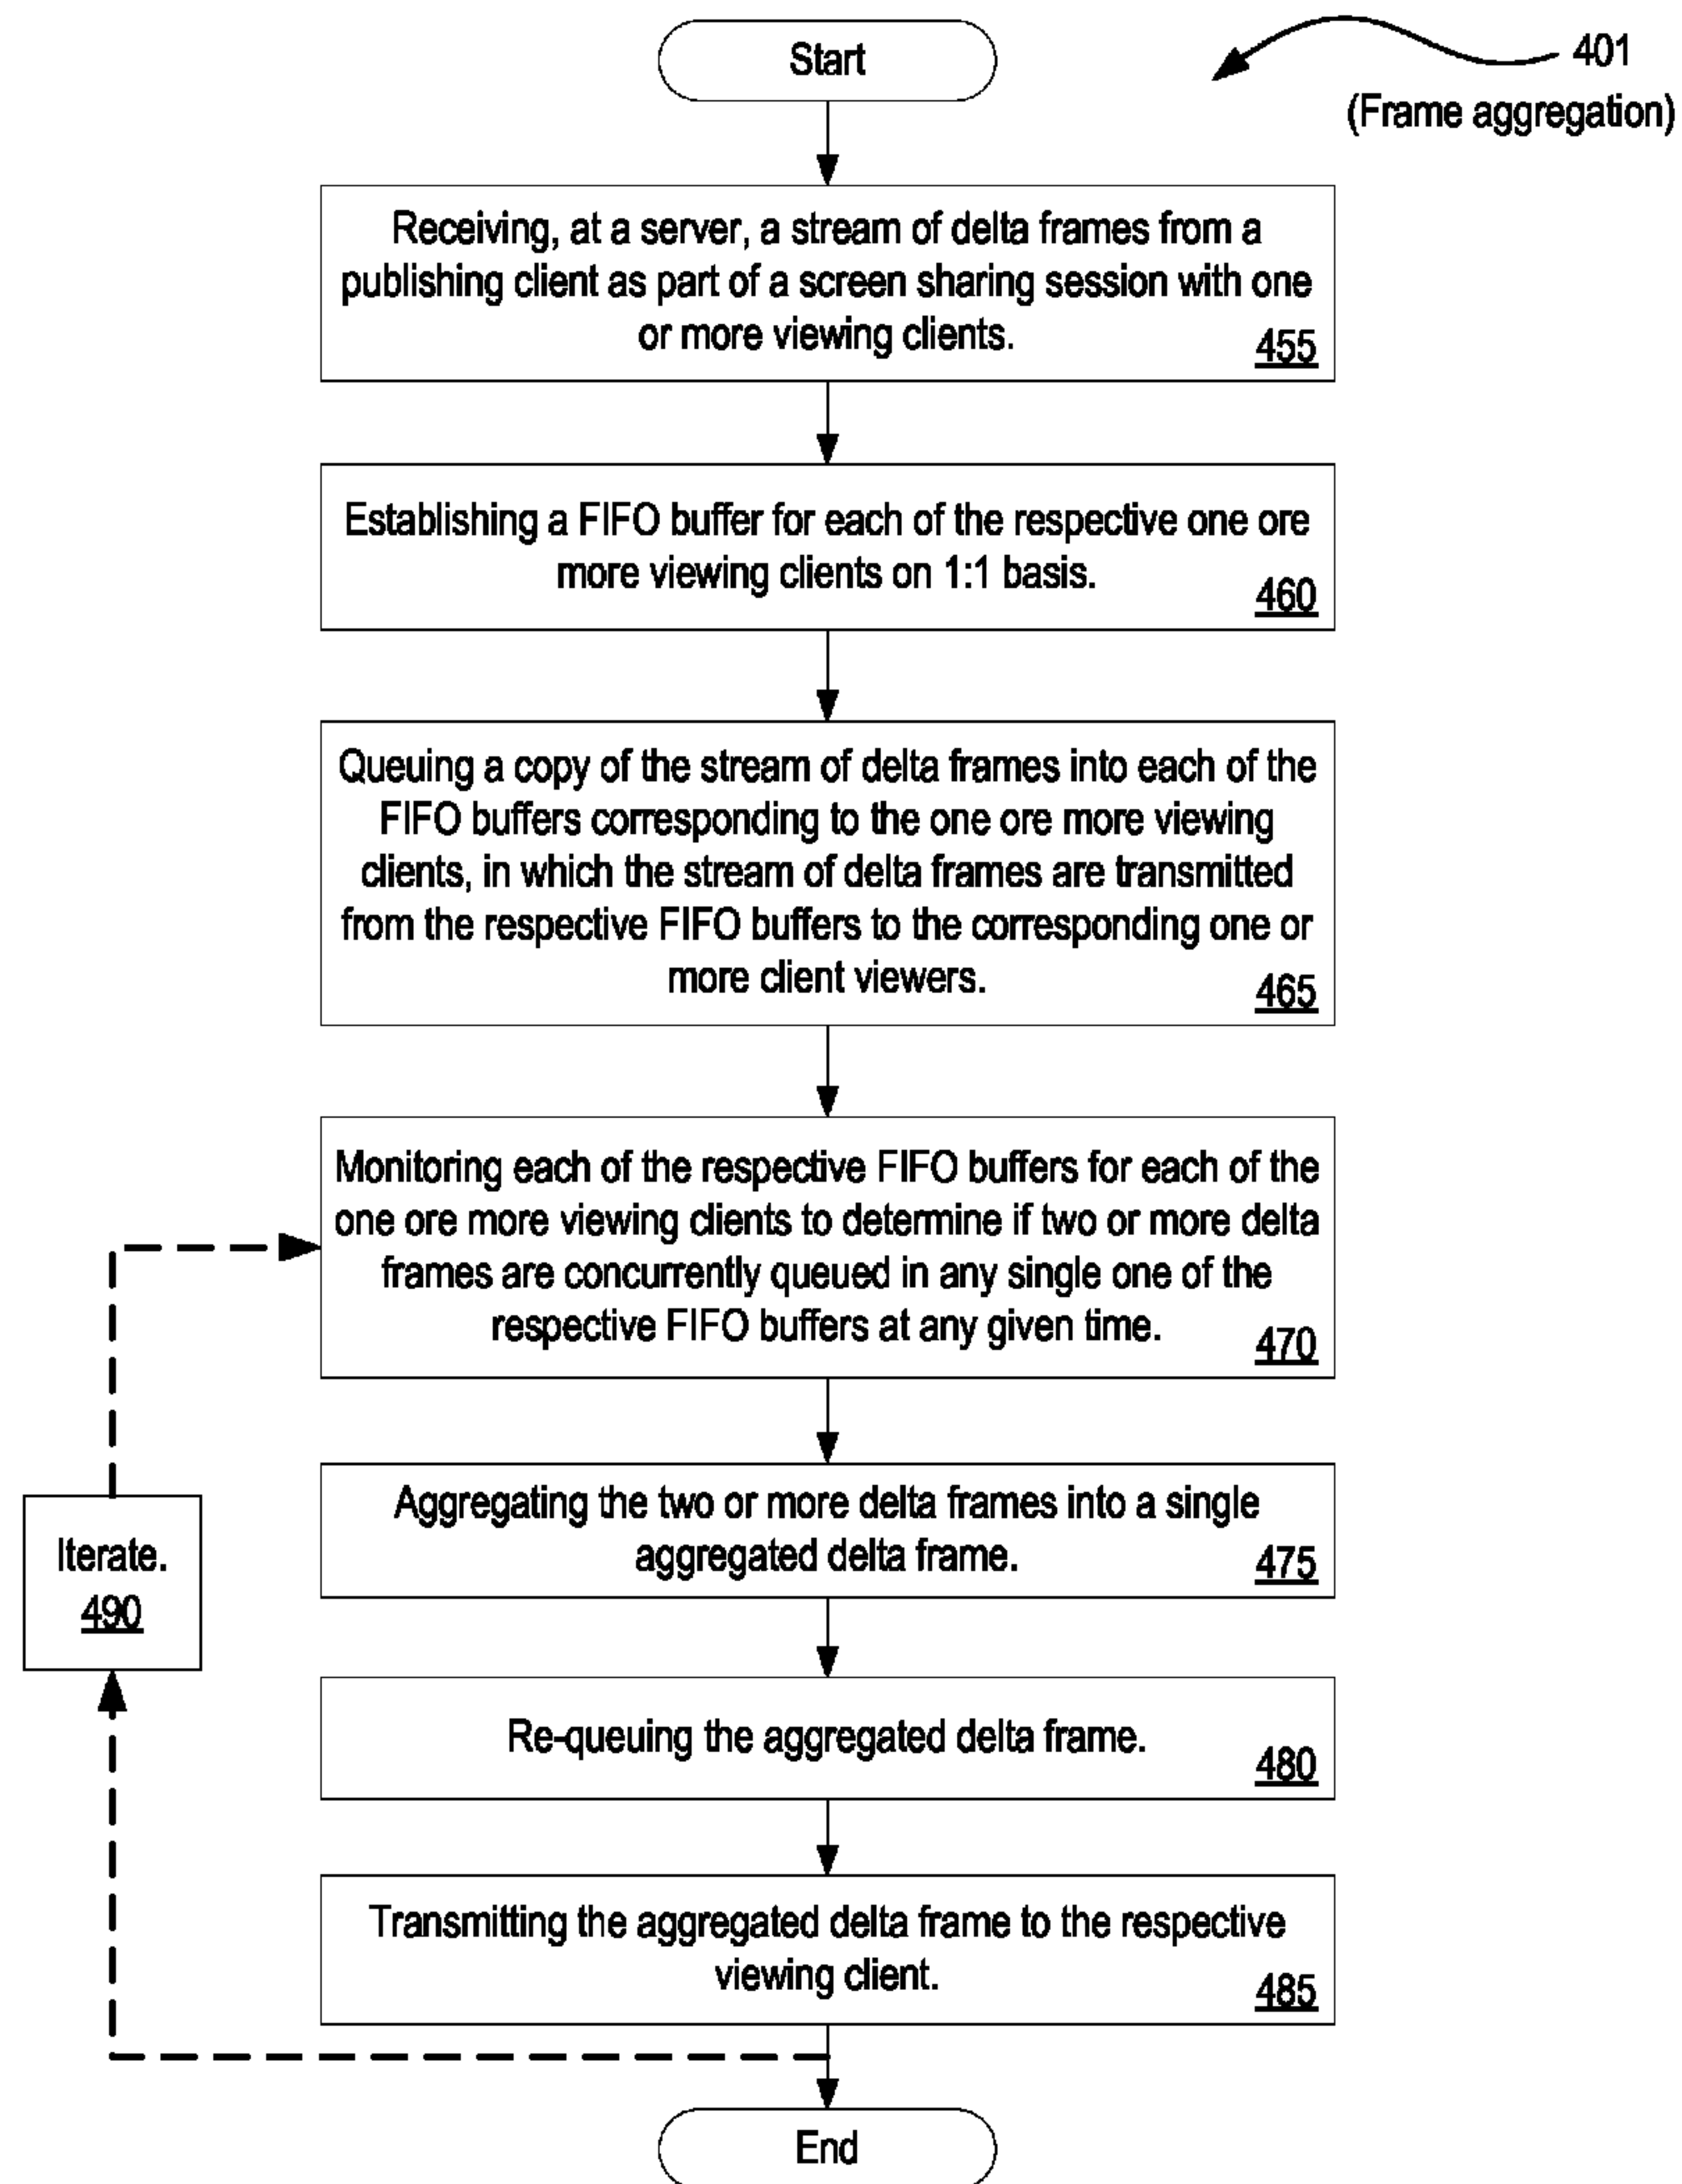 Start
401
(Frame aggregation)
Receiving, at a server, a stream of delta frames from a
publishing client as part of a screen sharing session with one
or more viewing clients.
455
Establishing a FIFO buffer for each of the respective one ore
more viewing clients on 1:1 basis.
460
Queuing a copy of the stream of delta frames into each of the
FIFO buffers corresponding to the one ore more viewing
clients, in which the stream of delta frames are transmitted
from the respective FIFO buffers to the corresponding one or
more client viewers.
465
Monitoring each of the respective FIFO buffers for each of the
one ore more viewing clients to determine if two or more delta
frames are concurrently queued in any single one of the
respective FIFO buffers at any given time.
470
Aggregating the two or more delta frames into a single
aggregated delta frame.
475
Iterate.
490
Re-queuing the aggregated delta frame.
480
Transmitting the aggregated delta frame to the respective
viewing client.
485
End